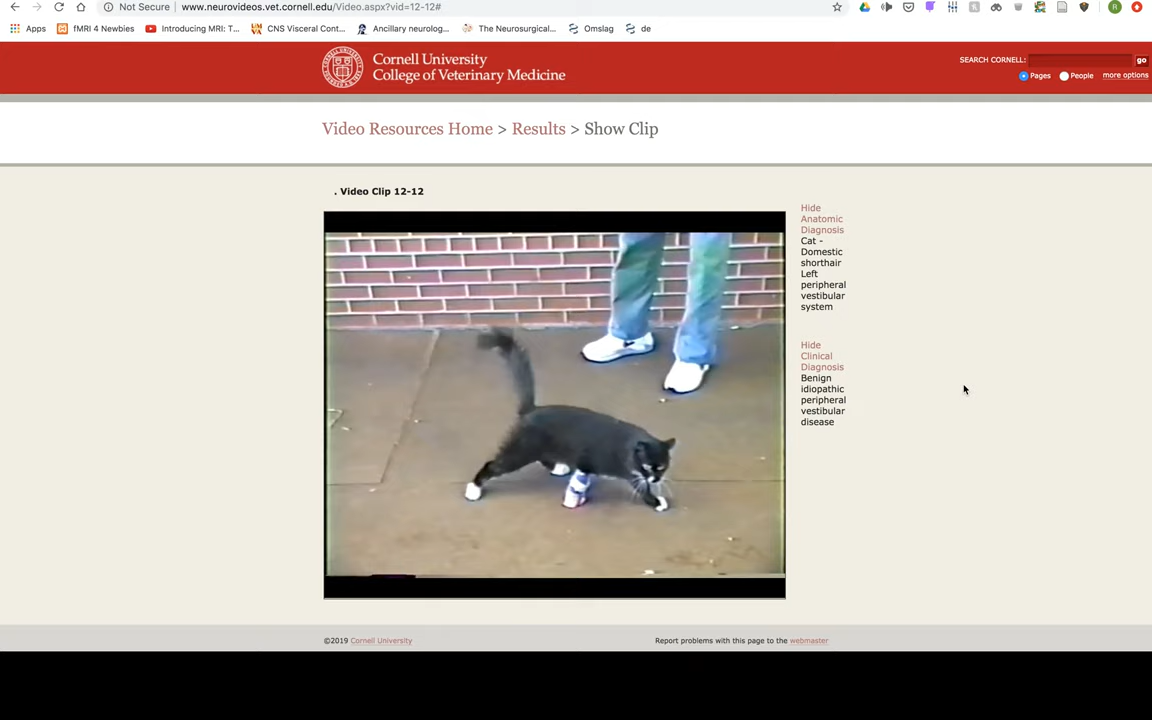 Not Secure www.neurovideos.vet.cornell.edu/Video.aspx?vid=12-12#
R
Apps fMRI 4 Newbies Introducing MRI: T... CNS Visceral Cont... Ancillary neurolog... The Neurosurgical... Omslag de
Cornell University
College of Veterinary Medicine
SEARCH CORNELL: go
Pages People more options
Video Resources Home > Results > Show Clip
. Video Clip 12-12
Hide
Anatomic
Diagnosis
Cat -
Domestic
shorthair
Left
peripheral
vestibular
system
Hide
Clinical
Diagnosis
Benign
idiopathic
peripheral
vestibular
disease
©2019 Cornell University
Report problems with this page to the webmaster